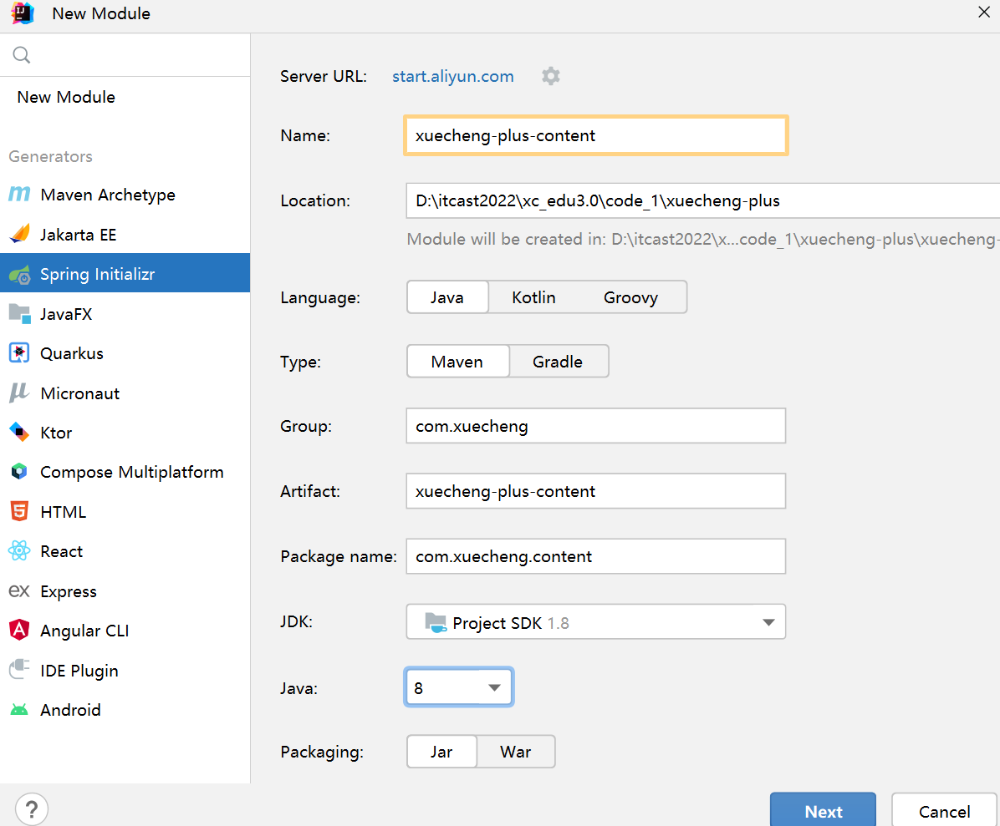 New Module
New Module
Generators
Maven Archetype
Jakarta EE
Spring Initializr
JavaFX
Quarkus
Micronaut
Ktor
Compose Multiplatform
HTML
React
Express
Angular CLI
IDE Plugin
Android
Server URL: start.aliyun.com
Name: xuecheng-plus-content
Location: D:\itcast2022\xc_edu3.0\code_1\xuecheng-plus
Module will be created in: D:\itcast2022\x...code_1\xuecheng-plus\xuecheng-
Language: Java Kotlin Groovy
Type: Maven Gradle
Group: com.xuecheng
Artifact: xuecheng-plus-content
Package name: com.xuecheng.content
JDK: Project SDK 1.8
Java: 8
Packaging: Jar War
? Next Cancel